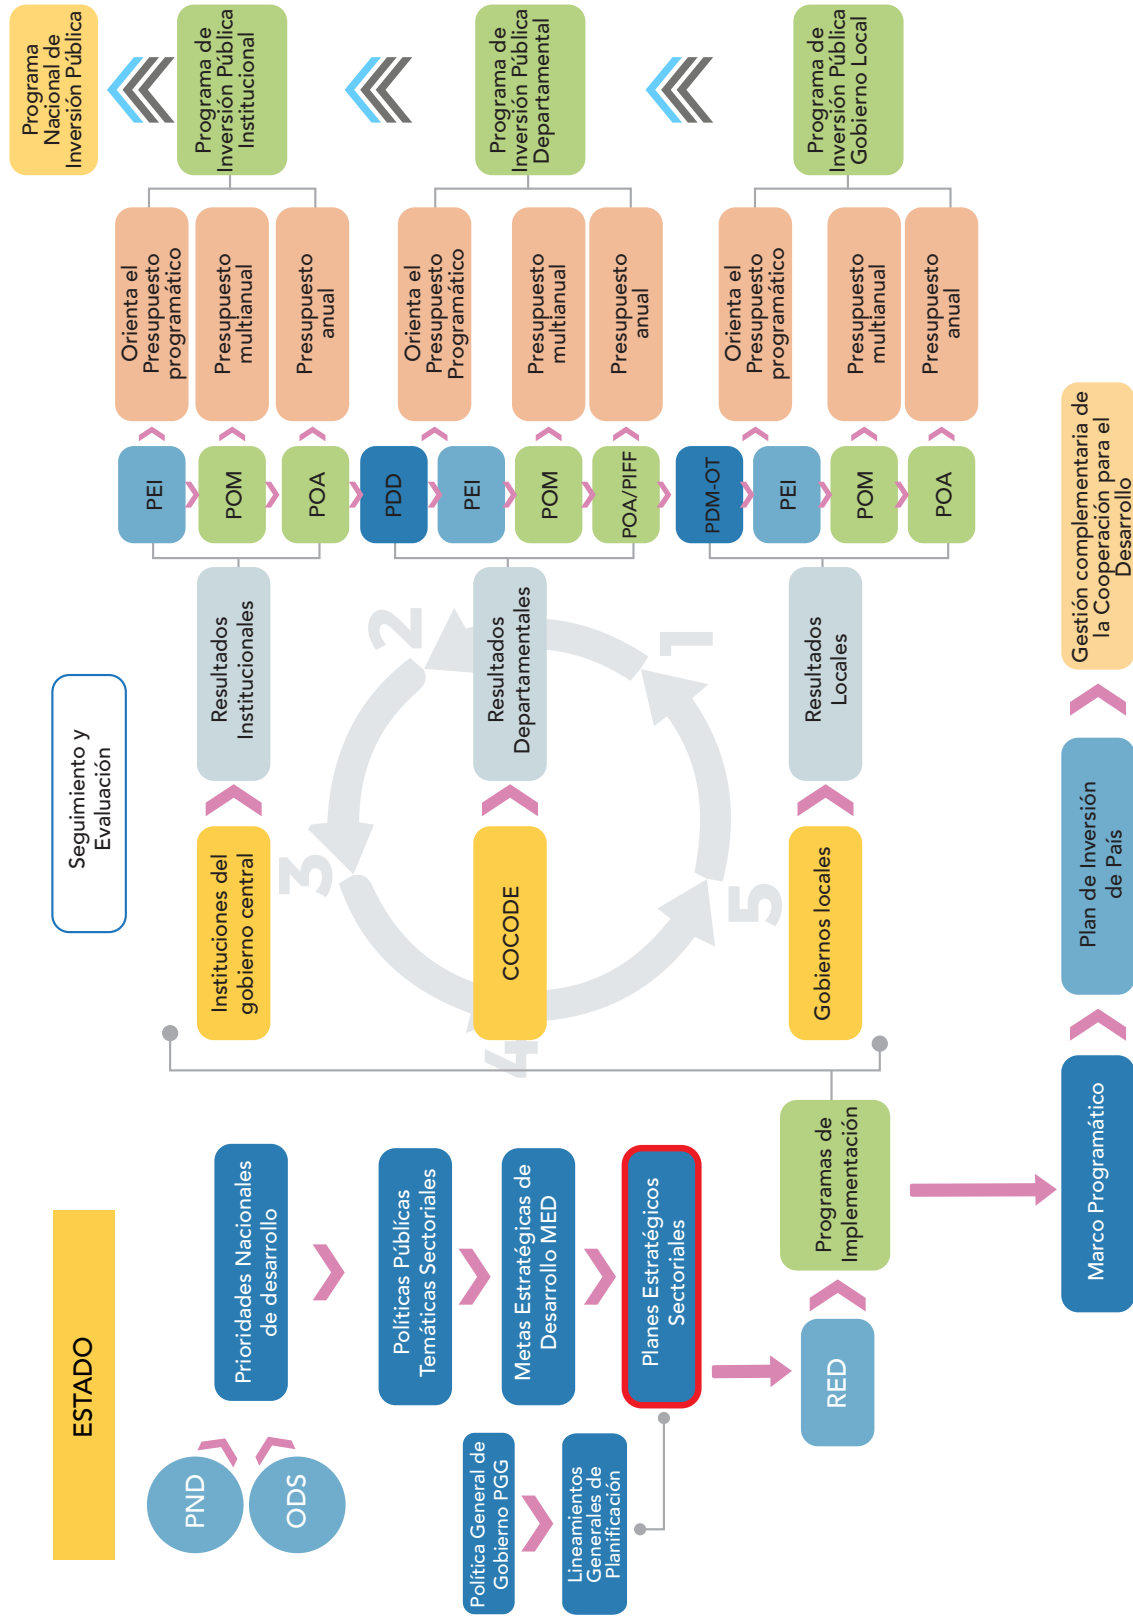 ESTADO
Seguimiento y
Evaluación
Programa
Nacional de
Inversión Pública
PND
ODS
Prioridades Nacionales
de desarrollo
Políticas Públícas
Temáticas Sectoriales
Metas Estratégicas de
Desarrollo MED
Planes Estratégicos
Sectoriales
Política General de
Gobierno PGG
Lineamientos
Generales de
Planificación
RED
Programas de
Implementación
Instituciones del
gobierno central
Resultados
Institucionales
PEI
POM
POA
Orienta el
Presupuesto
programático
Presupuesto
multianual
Presupuesto
anual
Programa de
Inversión Pública
Institucional
COCODE
Resultados
Departamentales
PDD
PEI
POM
POA/PIFF
Orienta el
Presupuesto
Programático
Presupuesto
multianual
Presupuesto
anual
Programa de
Inversión Pública
Departamental
Gobiernos locales
Resultados
Locales
PDM-OT
PEI
POM
POA
Orienta el
Presupuesto
programático
Presupuesto
multianual
Presupuesto
anual
Programa de
Inversión Pública
Gobierno Local
1
2
3
4
5
Marco Programático
Plan de Inversión
de País
Gestión complementaria de
la Cooperación para el
Desarrollo